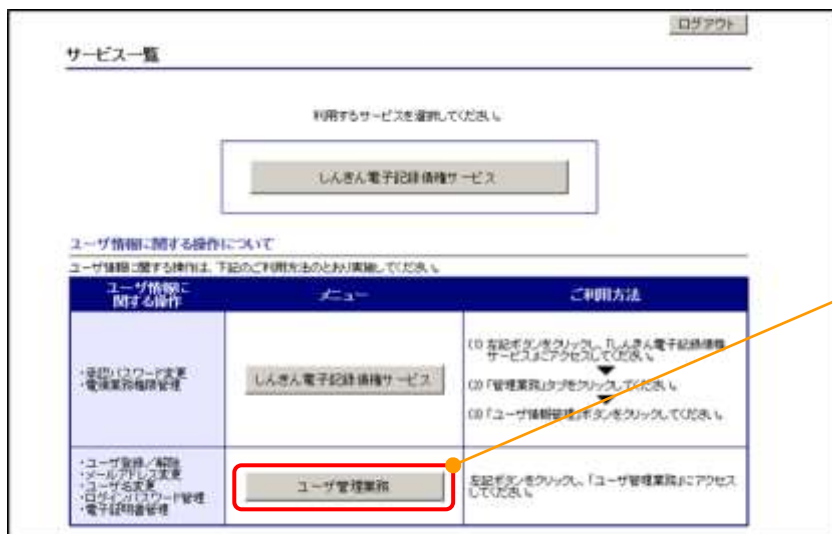 ログアウト
サービス一覧
利用するサービスを選択してください。
しんきん電子記録債権サービス
ユーザ情報に関する操作について
ユーザ情報に関する操作は、下記のご利用方法のとおり実施してください。
ユーザ情報に
関する操作
メニュー
ご利用方法
・承認パスワード変更
・電債業務権限管理
しんきん電子記録債権サービス
(1) 左記ボタンをクリックし、「しんきん電子記録債権
サービス」にアクセスしてください。
(2)「管理業務」タブをクリックしてください。
(3)「ユーザ情報管理」ボタンをクリックしてください。
・ユーザ登録/解除
・メールアドレス変更
・ユーザ名変更
・ログインパスワード管理
・電子証明書管理
ユーザ管理業務
左記ボタンをクリックし、「ユーザ管理業務」にアクセス
してください。